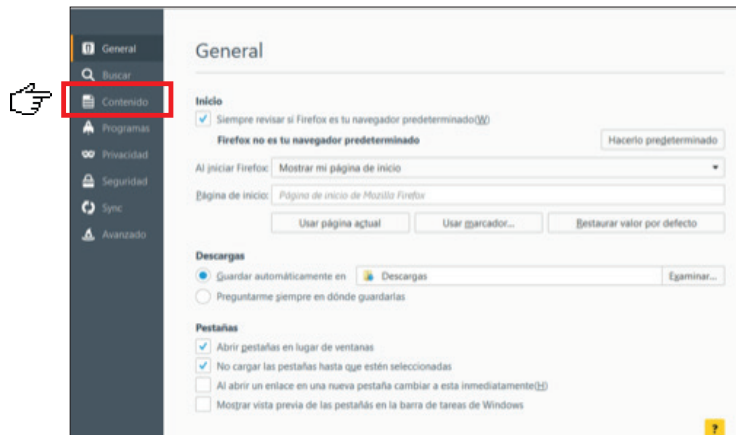 General
Buscar
Contenido
Programas
Privacidad
Seguridad
Sync
Avanzado
General
Inicio
Siempre revisar si Firefox es tu navegador predeterminado(W)
Firefox no es tu navegador predeterminado
Hacerlo predeterminado
Al iniciar Firefox: Mostrar mi página de inicio
Página de inicio: Página de inicio de Mozilla Firefox
Usar página actual Usar marcador... Restaurar valor por defecto
Descargas
Guardar automáticamente en Descargas Examinar...
Preguntarme siempre en dónde guardarlas
Pestañas
Abrir pestañas en lugar de ventanas
No cargar las pestañas hasta que estén seleccionadas
Al abrir un enlace en una nueva pestaña cambiar a esta inmediatamente(H)
Mostrar vista previa de las pestañas en la barra de tareas de Windows
?